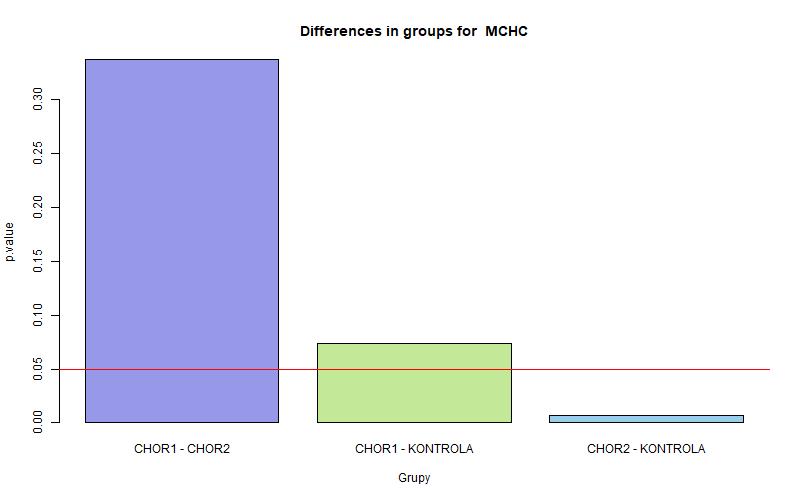 Differences in groups for  MCHC
p.value
0.30
0.25
0.20
0.15
0.10
0.05
0.00
CHOR1 - CHOR2
CHOR1 - KONTROLA
CHOR2 - KONTROLA
Grupy